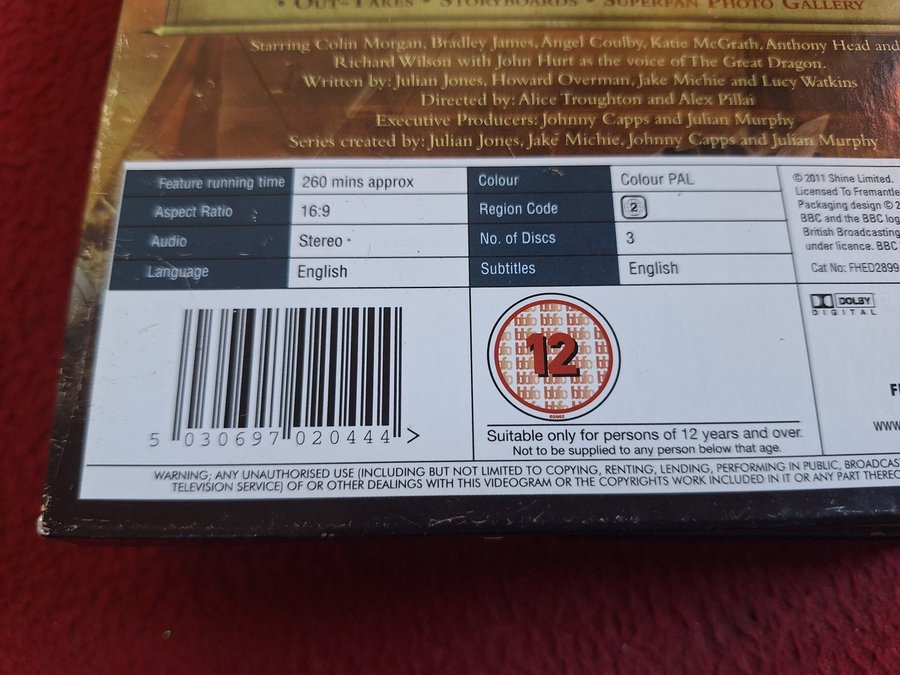 • OUT-TAKES • STORYBOARDS • SUPERFAN PHOTO GALLERY
Starring Colin Morgan, Bradley James, Angel Coulby, Katie McGrath, Anthony Head and
Richard Wilson with John Hurt as the voice of The Great Dragon.
Written by: Julian Jones, Howard Overman, Jake Michie and Lucy Watkins
Directed by: Alice Troughton and Alex Pillai
Executive Producers: Johnny Capps and Julian Murphy
Series created by: Julian Jones, Jake Michie, Johnny Capps and Julian Murphy
Feature running time 260 mins approx
Aspect Ratio 16:9
Audio Stereo
Language English
Colour Colour PAL
Region Code 2
No. of Discs 3
Subtitles English
© 2011 Shine Limited.
Licensed To Fremantle
Packaging design © 2
BBC and the BBC log
British Broadcasting
under licence. BBC
Cat No: FHED2899
DOLBY
DIGITAL
5 030697 020444 >
12
©2002
Suitable only for persons of 12 years and over.
Not to be supplied to any person below that age.
WWW
WARNING: ANY UNAUTHORISED USE (INCLUDING BUT NOT LIMITED TO COPYING, RENTING, LENDING, PERFORMING IN PUBLIC, BROADCAS
TELEVISION SERVICE) OF OR OTHER DEALINGS WITH THIS VIDEOGRAM OR THE COPYRIGHTS WORK INCLUDED IN IT OR ANY PART THEREO